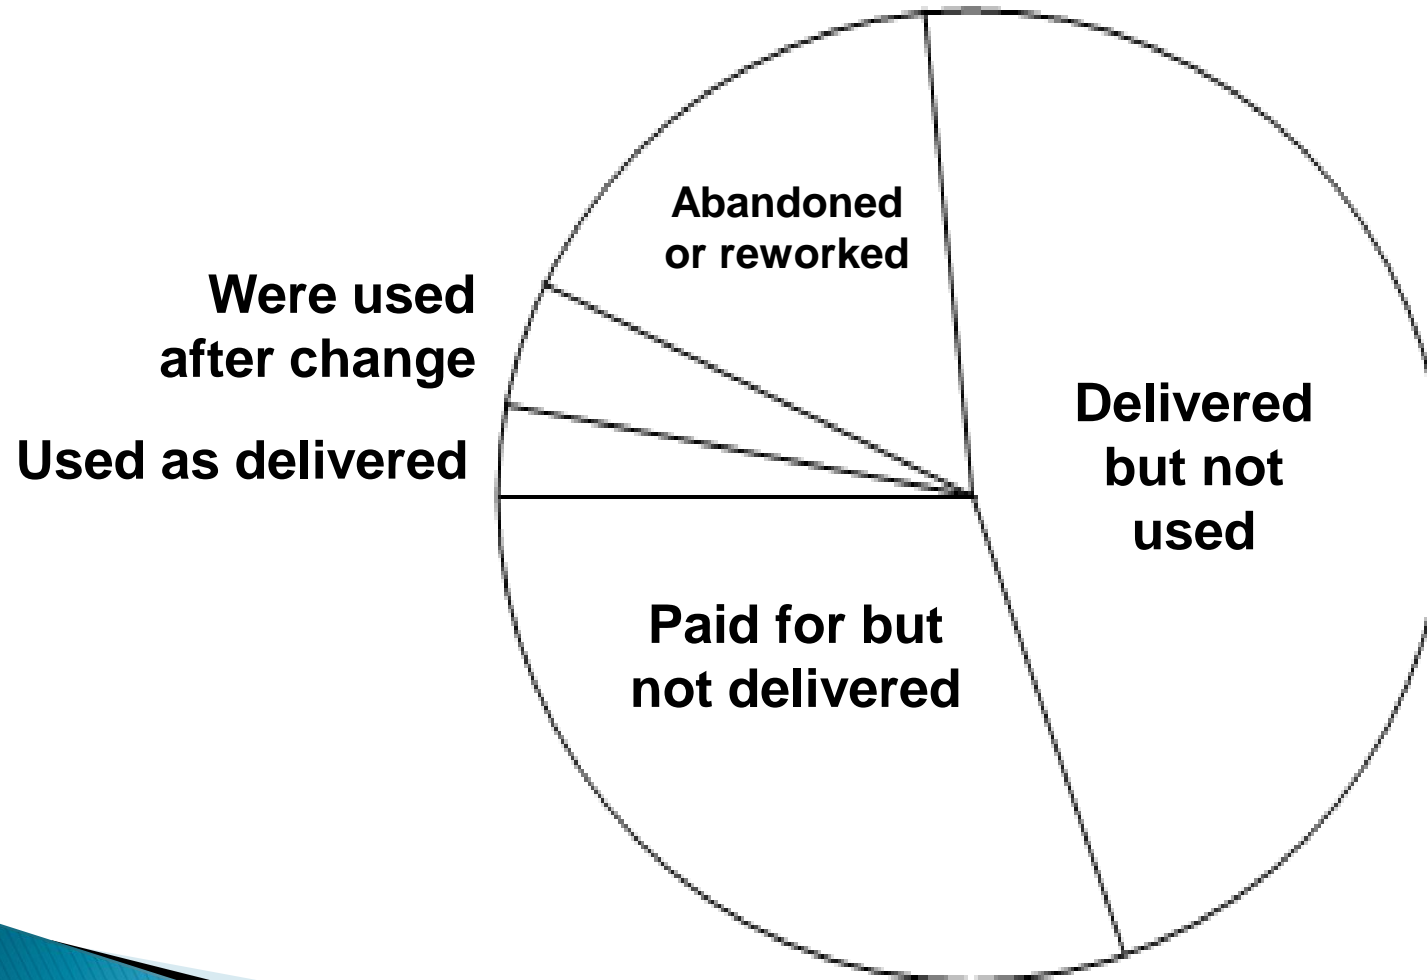 Abandoned
or reworked
Were used
after change
Used as delivered
Delivered
but not
used
Paid for but
not delivered